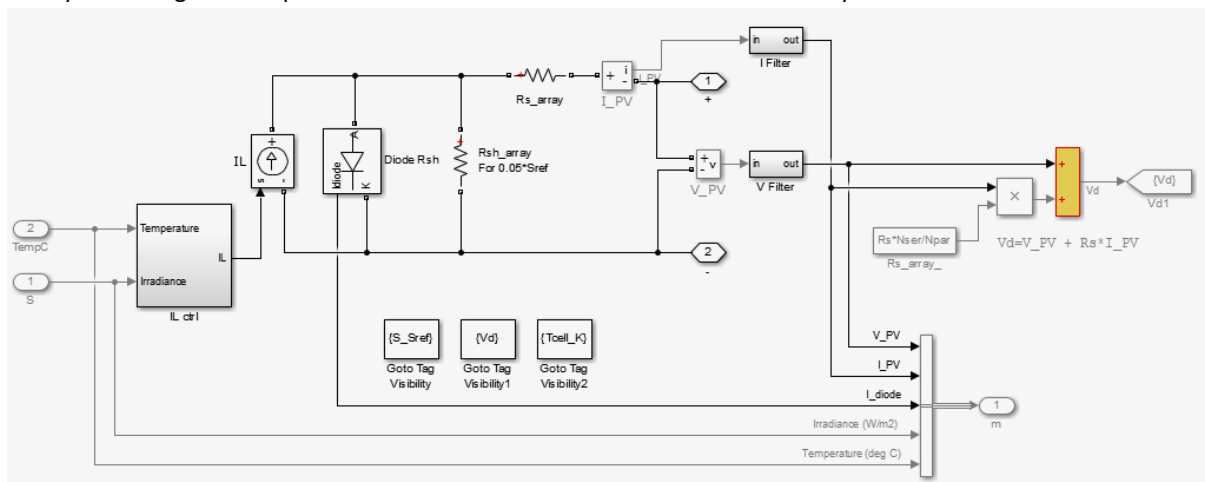 in out
I Filter
Rs_array
+ i
-
I_PV
I_PV
1
+
IL
+
s -
A
Idiode
K
Diode Rsh
Rsh_array
For 0.05*Sref
+
v
-
V_PV
in out
V Filter
+
+
Vd
{Vd}
Vd1
×
Rs*Nser/Npar
Rs_array_
Vd=V_PV + Rs*I_PV
2
TempC
1
S
Temperature
IL
Irradiance
IL ctrl
2
-
{S_Sref}
Goto Tag
Visibility
{Vd}
Goto Tag
Visibility1
{Tcell_K}
Goto Tag
Visibility2
V_PV
I_PV
I_diode
Irradiance (W/m2)
Temperature (deg C)
1
m